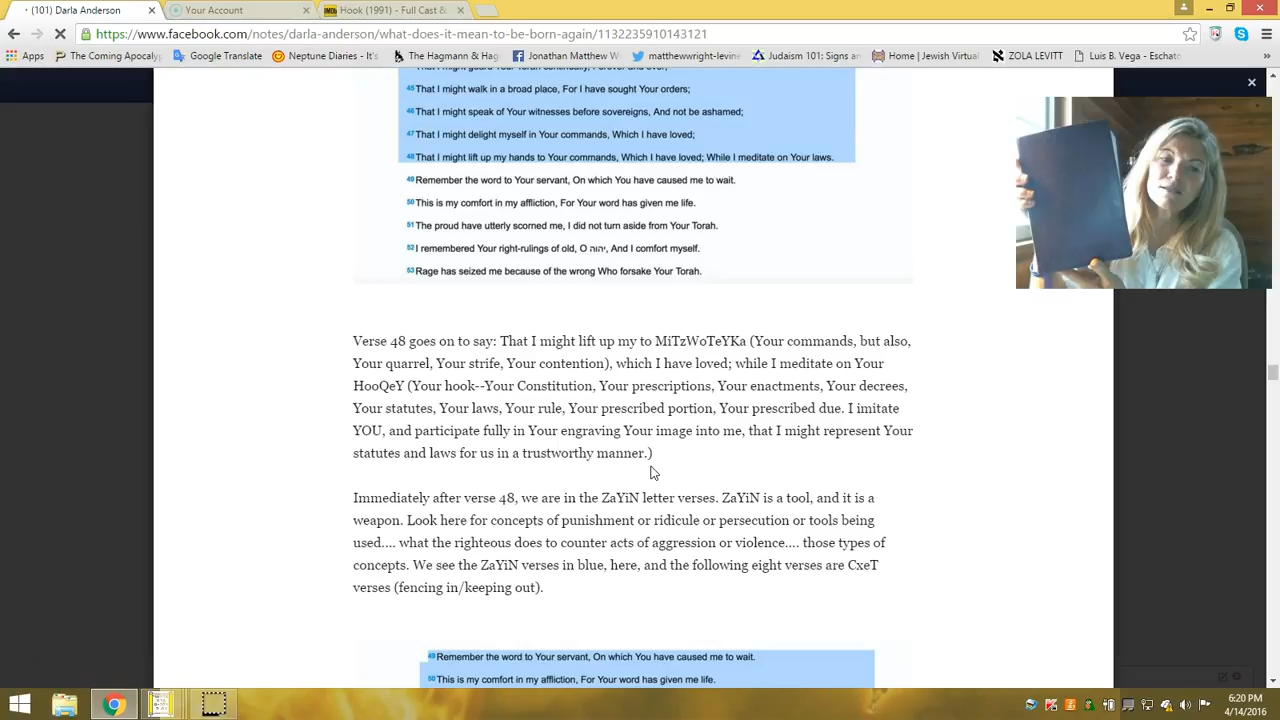 (101) Darla Anderson
Your Account
Hook (1991) - Full Cast &
https://www.facebook.com/notes/darla-anderson/what-does-it-mean-to-be-born-again/1132235910143121
Apps The Coming Apocalyp Google Translate Neptune Diaries - It's The Hagmann & Hag Jonathan Matthew W matthewwright-levine Judaism 101: Signs an Home | Jewish Virtual ZOLA LEVITT Luis B. Vega - Eschato
45 That I might walk in a broad place, For I have sought Your orders;
46 That I might speak of Your witnesses before sovereigns, And not be ashamed;
47 That I might delight myself in Your commands, Which I have loved;
48 That I might lift up my hands to Your commands, Which I have loved; While I meditate on Your laws.
49 Remember the word to Your servant, On which You have caused me to wait.
50 This is my comfort in my affliction, For Your word has given me life.
51 The proud have utterly scorned me, I did not turn aside from Your Torah.
52 I remembered Your right-rulings of old, O יהוה, And I comfort myself.
53 Rage has seized me because of the wrong Who forsake Your Torah.
Verse 48 goes on to say: That I might lift up my to MiTzWoTeYKa (Your commands, but also,
Your quarrel, Your strife, Your contention), which I have loved; while I meditate on Your
HooQeY (Your hook--Your Constitution, Your prescriptions, Your enactments, Your decrees,
Your statutes, Your laws, Your rule, Your prescribed portion, Your prescribed due. I imitate
YOU, and participate fully in Your engraving Your image into me, that I might represent Your
statutes and laws for us in a trustworthy manner.)
Immediately after verse 48, we are in the ZaYiN letter verses. ZaYiN is a tool, and it is a
weapon. Look here for concepts of punishment or ridicule or persecution or tools being
used.... what the righteous does to counter acts of aggression or violence.... those types of
concepts. We see the ZaYiN verses in blue, here, and the following eight verses are CxeT
verses (fencing in/keeping out).
49 Remember the word to Your servant, On which You have caused me to wait.
50 This is my comfort in my affliction, For Your word has given me life.
6:20 PM
4/14/2016